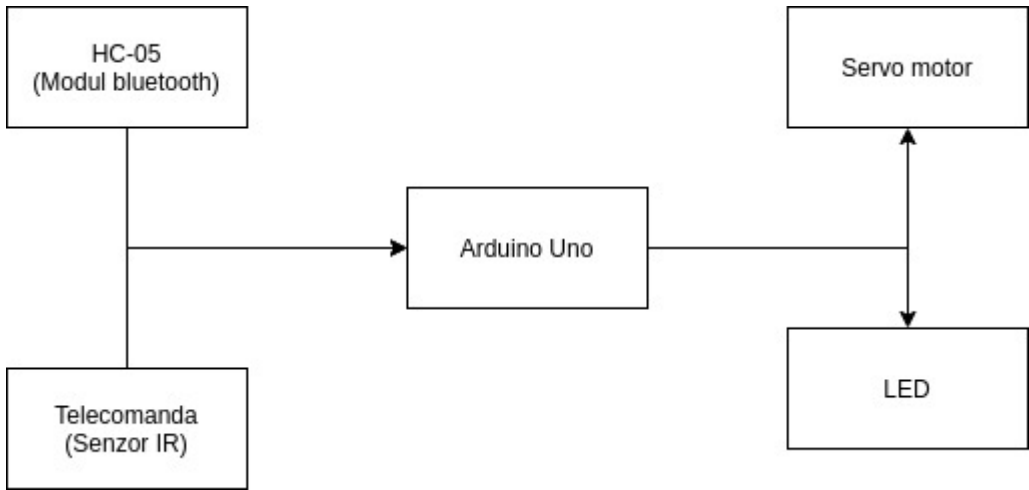 HC-05
(Modul bluetooth)
Servo motor
Arduino Uno
Telecomanda
(Senzor IR)
LED